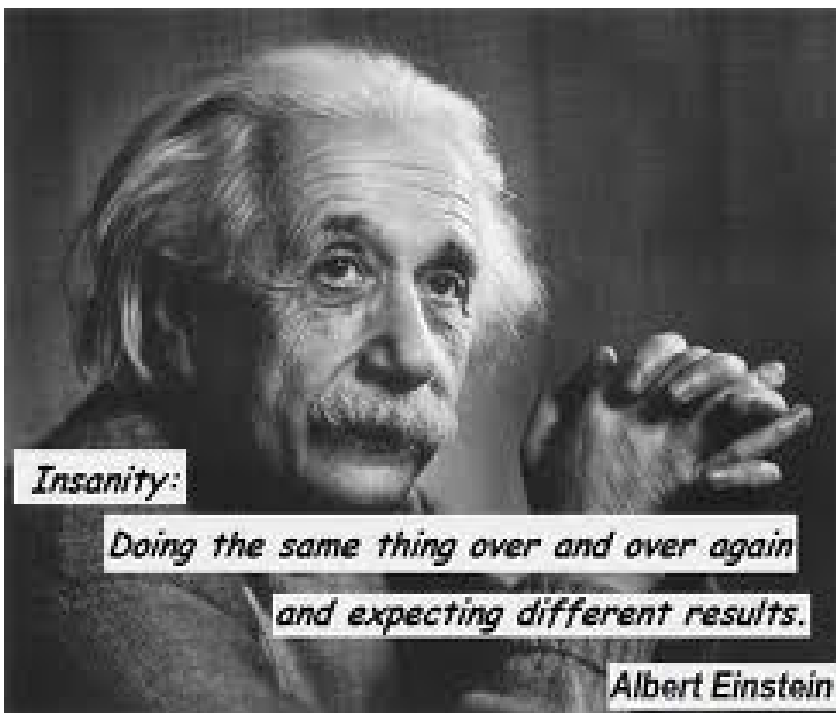 Insanity:
Doing the same thing over and over again
and expecting different results.
Albert Einstein